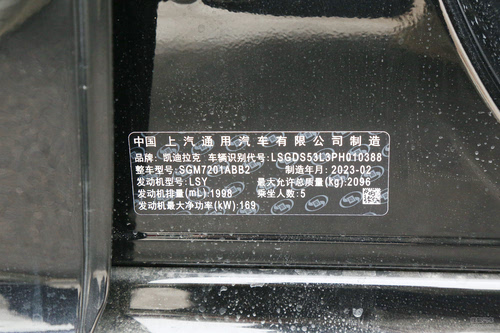 中国 上汽通用汽车有限公司制造
品牌: 凯迪拉克 车辆识别代号: LSGDS53L3PH010388
整车型号: SGM7201ABB2 制造年月: 2023-02
发动机型号: LSY 最大允许总质量(kg): 2096
发动机排量(mL): 1998 乘坐人数: 5
发动机最大净功率(kW): 169